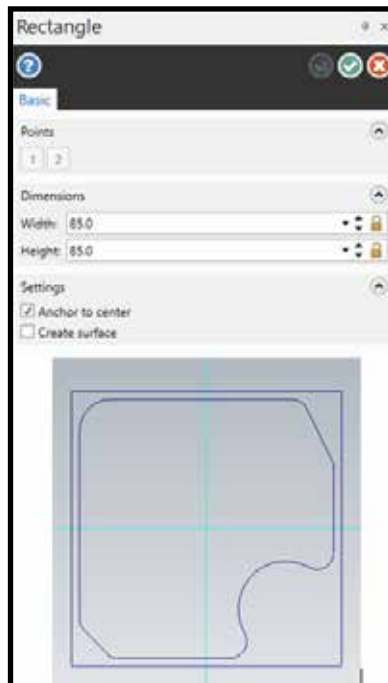 Rectangle
Basic
Points
1 2
Dimensions
Width: 85.0
Height: 85.0
Settings
Anchor to center
Create surface